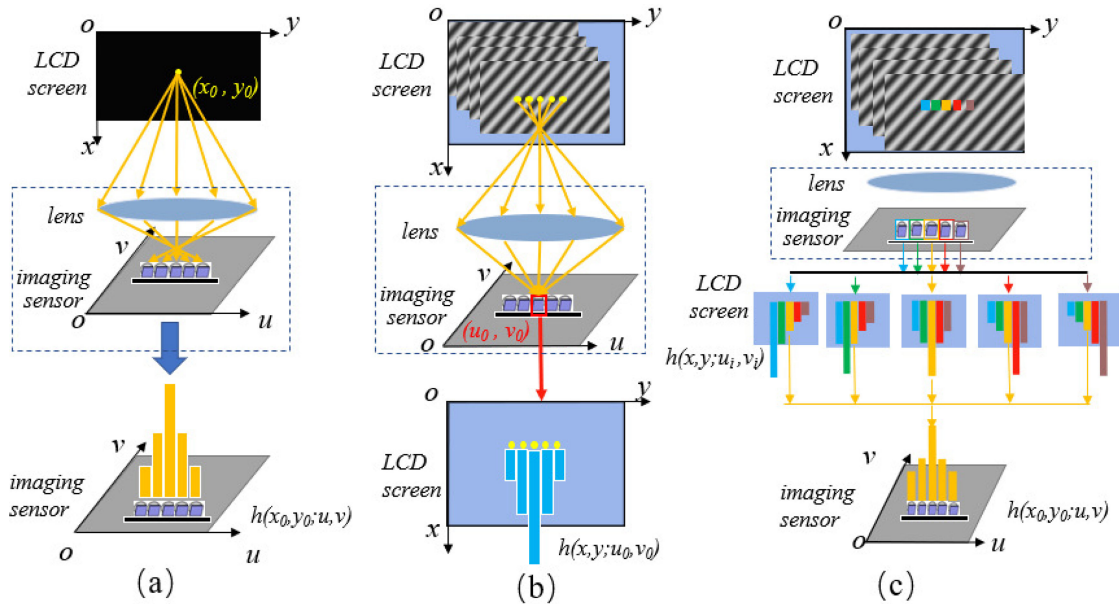 o
y
LCD
screen
(x₀, y₀)
x
lens
v
imaging
sensor
o
u
v
imaging
sensor
h(x₀,y₀;u,v)
o
u
(a)
o
y
LCD
screen
x
lens
v
imaging
sensor
(u₀, v₀)
o
u
o
y
LCD
screen
x
h(x,y;u₀,v₀)
(b)
o
y
LCD
screen
x
lens
imaging
sensor
LCD
screen
h(x,y;uᵢ,vᵢ)
v
imaging
sensor
h(x₀,y₀;u,v)
o
u
(c)